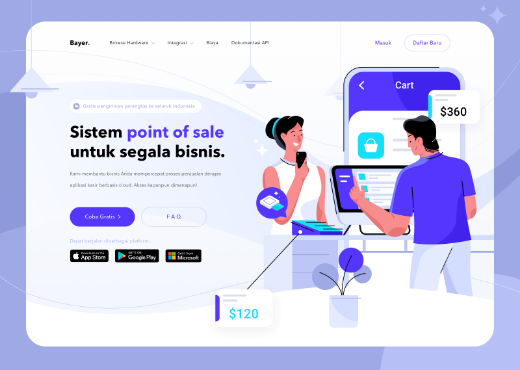 Bayer.
Browse Hardware
Integrasi
Biaya
Dokumentasi API
Masuk
Daftar Baru
Gratis pengiriman perangkat ke seluruh Indonesia
Sistem point of sale
untuk segala bisnis.
Kami membantu bisnis Anda mempercepat proses penjualan dengan
aplikasi kasir berbasis cloud. Akses kapanpun dimanapun!
Coba Gratis
F A Q
Dapat berjalan di berbagai platform:
App Store
Google Play
Microsoft
Cart
$360
$120